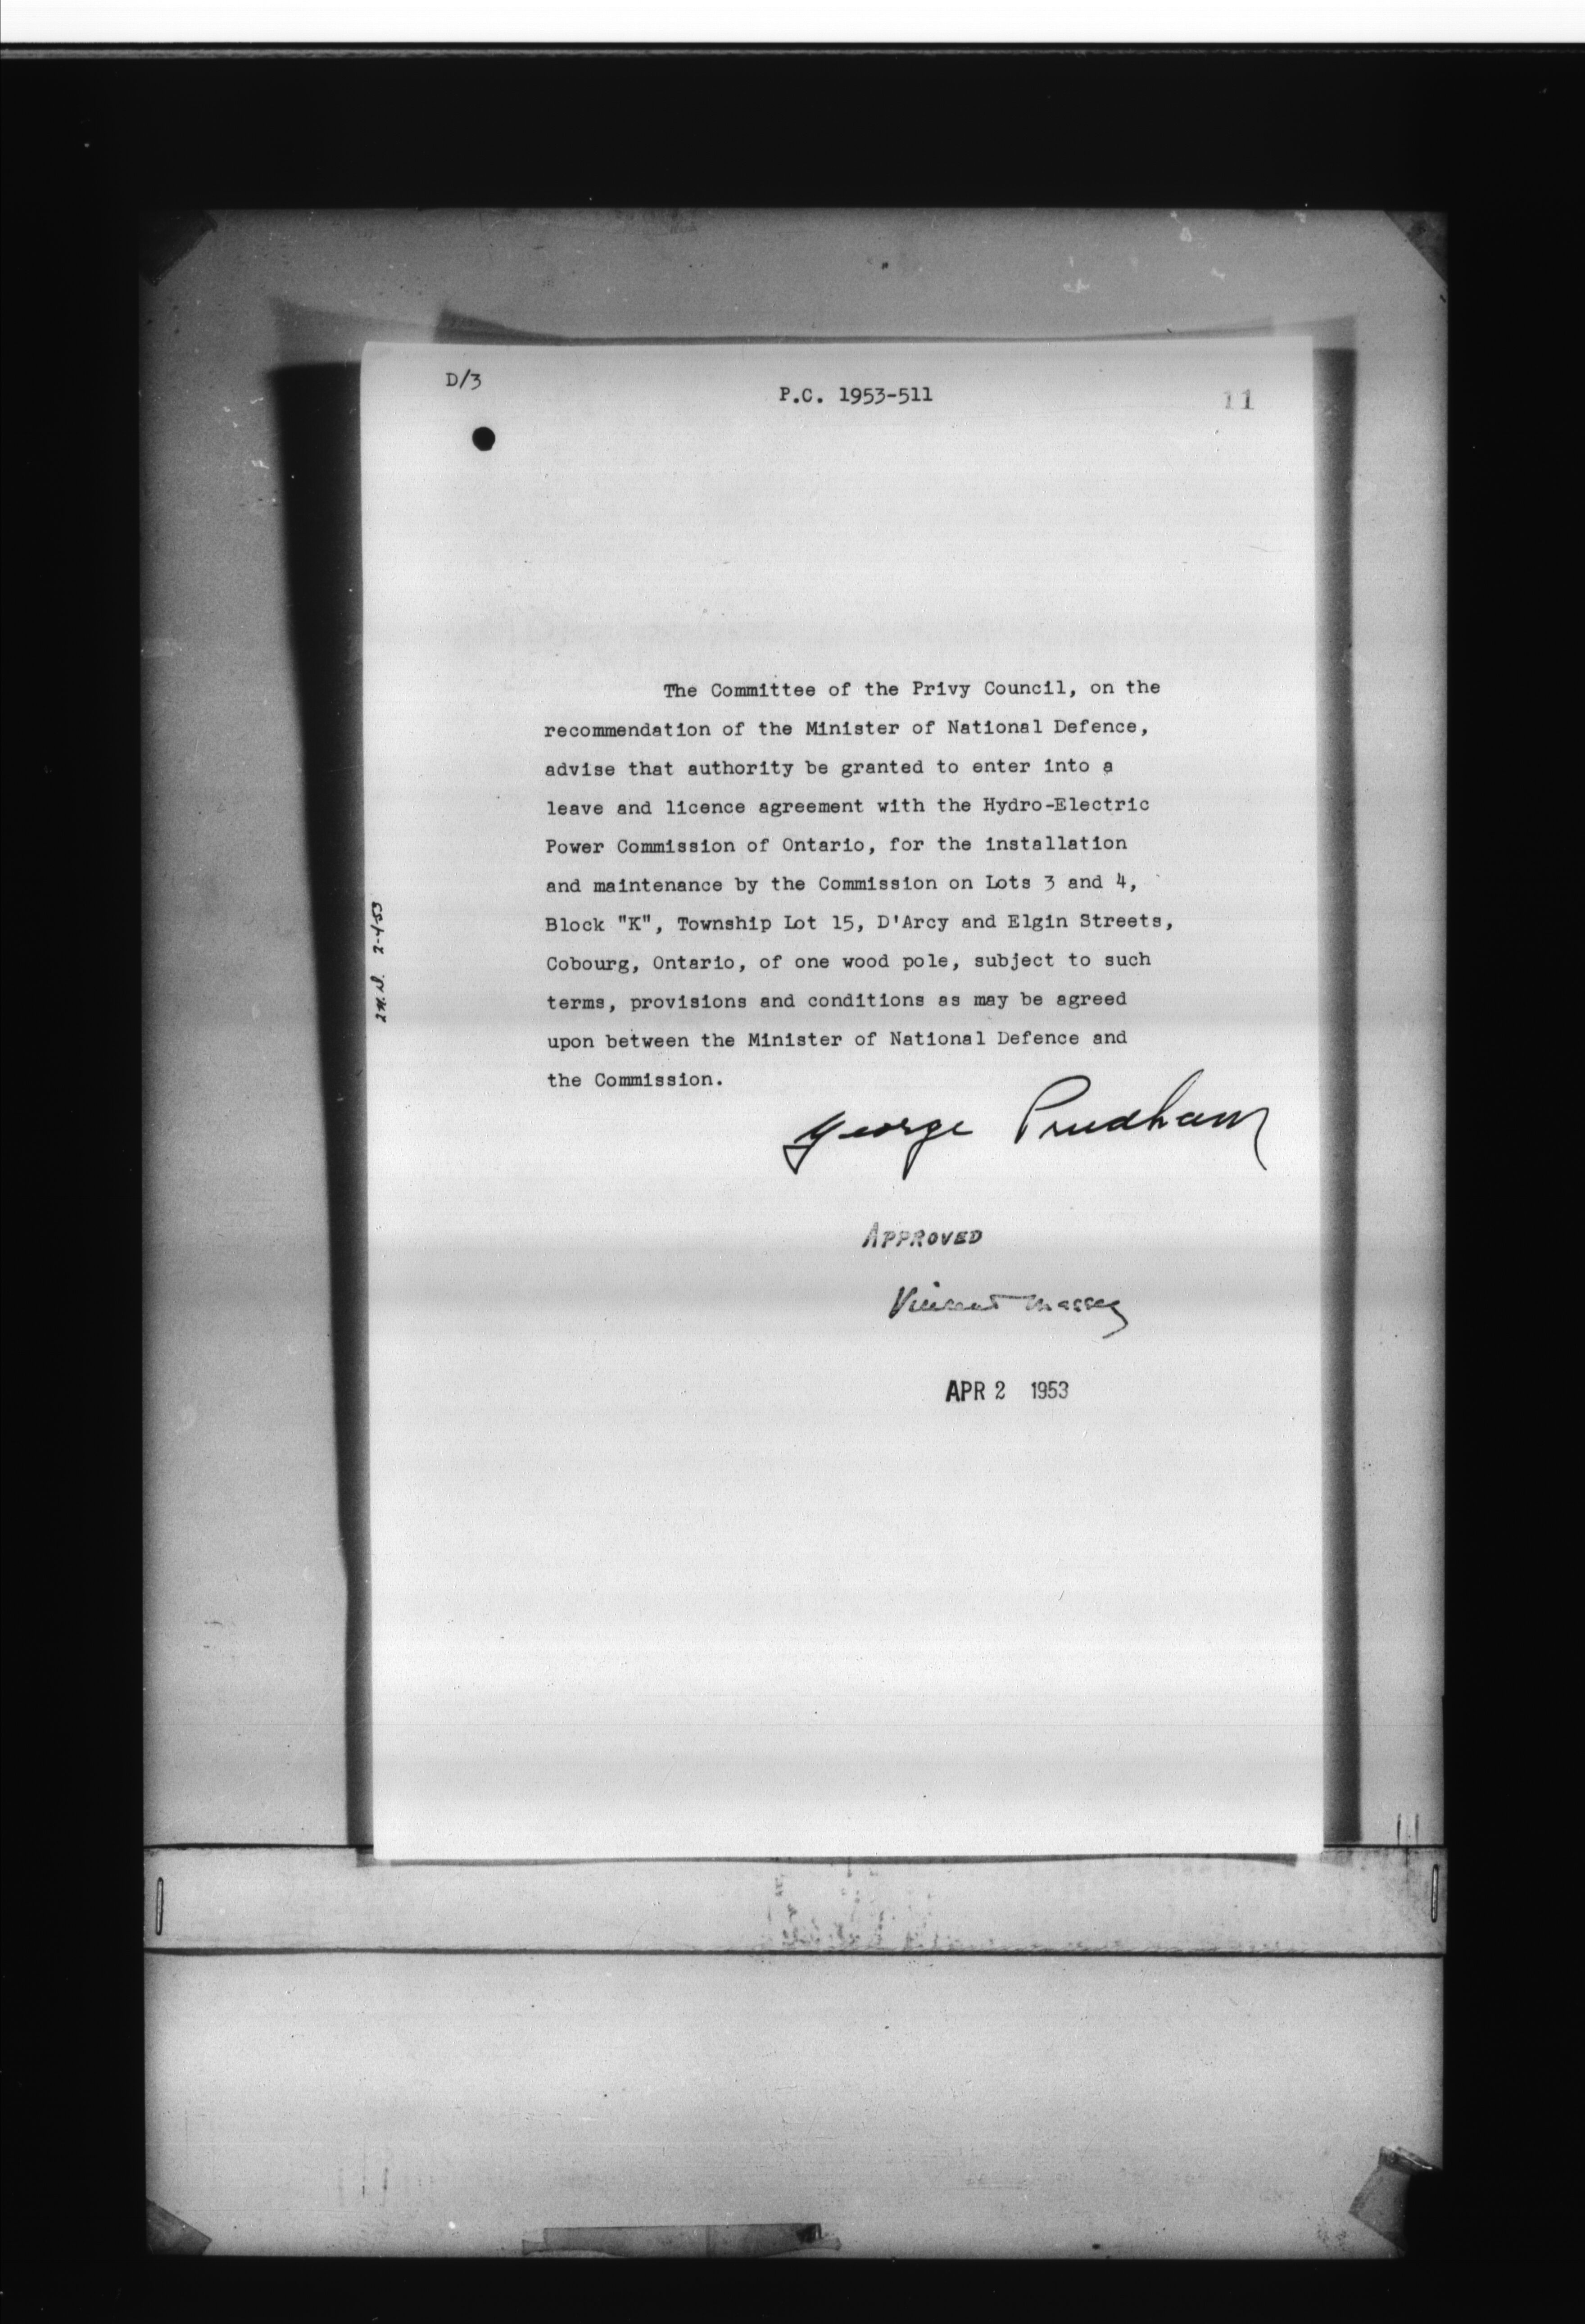 D/3
P.C. 1953-511
11
The Committee of the Privy Council, on the
recommendation of the Minister of National Defence,
advise that authority be granted to enter into a
leave and licence agreement with the Hydro-Electric
Power Commission of Ontario, for the installation
and maintenance by the Commission on Lots 3 and 4,
Block "K", Township Lot 15, D'Arcy and Elgin Streets,
Cobourg, Ontario, of one wood pole, subject to such
terms, provisions and conditions as may be agreed
upon between the Minister of National Defence and
the Commission.
George Prudham
APPROVED
Vincent Massey
APR 2 1953
2-4-53